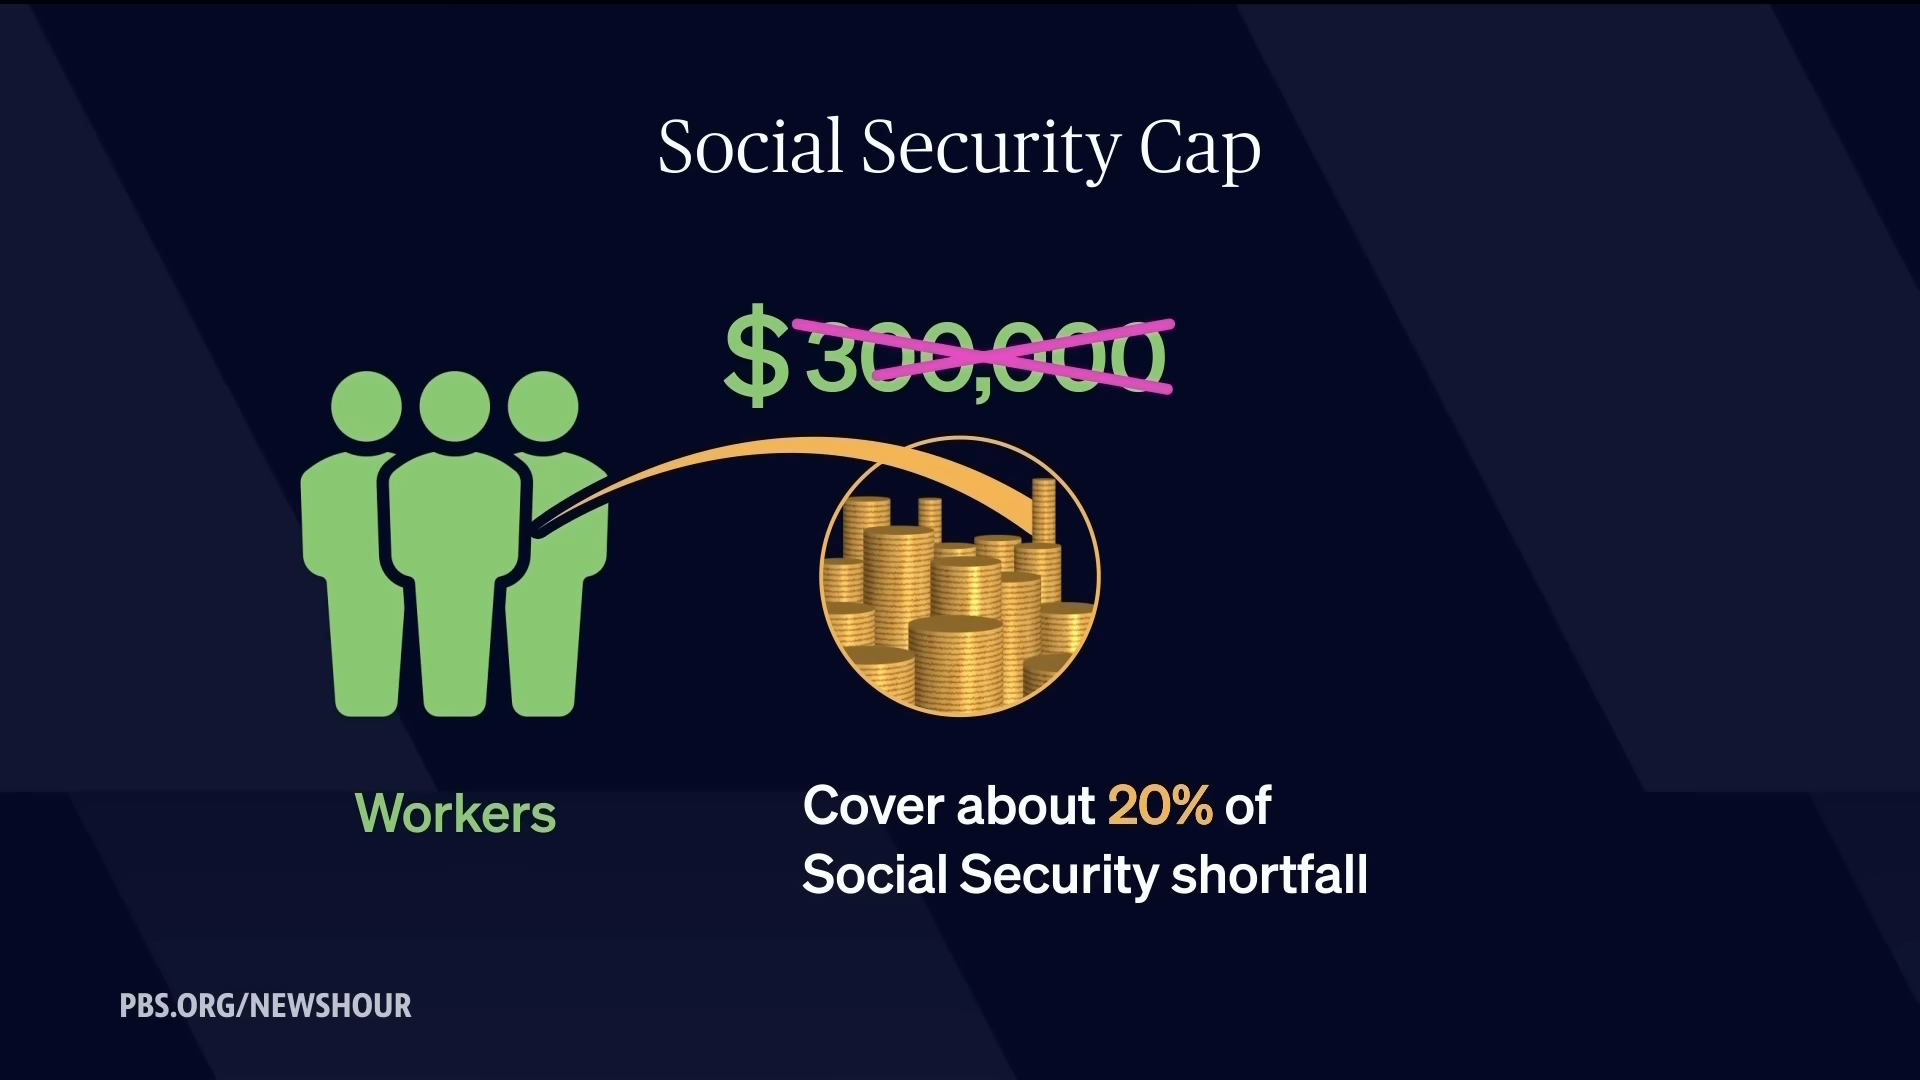 Social Security Cap
$300,000
Workers
Cover about 20% of
Social Security shortfall
PBS.ORG/NEWSHOUR